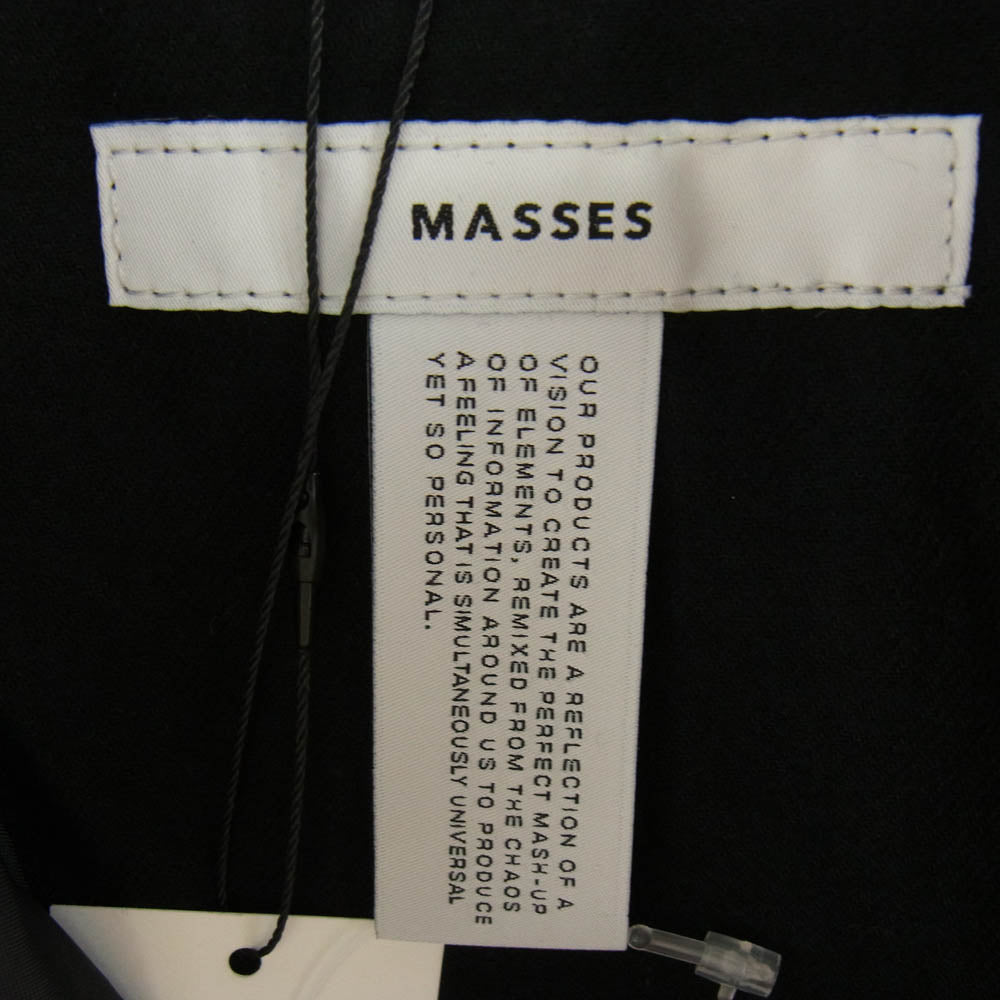 MASSES
OUR PRODUCTS ARE A REFLECTION OF A
VISION TO CREATE THE PERFECT MASH-UP
OF ELEMENTS, REMIXED FROM THE CHAOS
OF INFORMATION AROUND US TO PRODUCE
A FEELING THAT IS SIMULTANEOUSLY UNIVERSAL
YET SO PERSONAL.